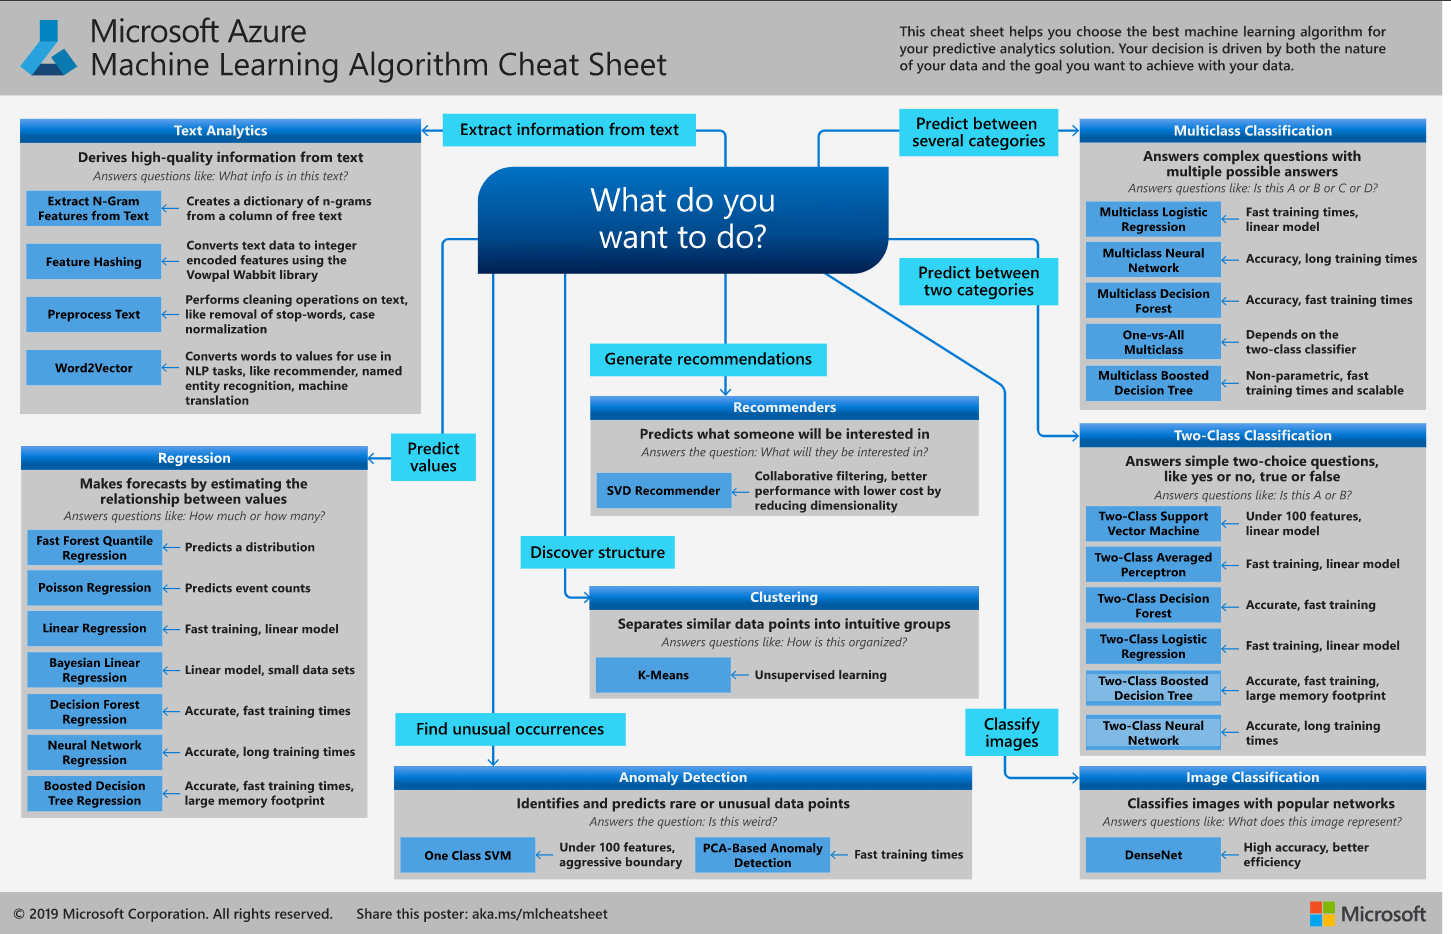 Microsoft Azure
Machine Learning Algorithm Cheat Sheet
This cheat sheet helps you choose the best machine learning algorithm for
your predictive analytics solution. Your decision is driven by both the nature
of your data and the goal you want to achieve with your data.
What do you
want to do?
Extract information from text
Text Analytics
Derives high-quality information from text
Answers questions like: What info is in this text?
Extract N-Gram
Features from Text
Creates a dictionary of n-grams
from a column of free text
Feature Hashing
Converts text data to integer
encoded features using the
Vowpal Wabbit library
Preprocess Text
Performs cleaning operations on text,
like removal of stop-words, case
normalization
Word2Vector
Converts words to values for use in
NLP tasks, like recommender, named
entity recognition, machine
translation
Predict
values
Regression
Makes forecasts by estimating the
relationship between values
Answers questions like: How much or how many?
Fast Forest Quantile
Regression
Predicts a distribution
Poisson Regression
Predicts event counts
Linear Regression
Fast training, linear model
Bayesian Linear
Regression
Linear model, small data sets
Decision Forest
Regression
Accurate, fast training times
Neural Network
Regression
Accurate, long training times
Boosted Decision
Tree Regression
Accurate, fast training times,
large memory footprint
Generate recommendations
Recommenders
Predicts what someone will be interested in
Answers the question: What will they be interested in?
SVD Recommender
Collaborative filtering, better
performance with lower cost by
reducing dimensionality
Discover structure
Clustering
Separates similar data points into intuitive groups
Answers questions like: How is this organized?
K-Means
Unsupervised learning
Find unusual occurrences
Anomaly Detection
Identifies and predicts rare or unusual data points
Answers the question: Is this weird?
One Class SVM
Under 100 features,
aggressive boundary
PCA-Based Anomaly
Detection
Fast training times
Predict between
several categories
Multiclass Classification
Answers complex questions with
multiple possible answers
Answers questions like: Is this A or B or C or D?
Multiclass Logistic
Regression
Fast training times,
linear model
Multiclass Neural
Network
Accuracy, long training times
Multiclass Decision
Forest
Accuracy, fast training times
One-vs-All
Multiclass
Depends on the
two-class classifier
Multiclass Boosted
Decision Tree
Non-parametric, fast
training times and scalable
Predict between
two categories
Two-Class Classification
Answers simple two-choice questions,
like yes or no, true or false
Answers questions like: Is this A or B?
Two-Class Support
Vector Machine
Under 100 features,
linear model
Two-Class Averaged
Perceptron
Fast training, linear model
Two-Class Decision
Forest
Accurate, fast training
Two-Class Logistic
Regression
Fast training, linear model
Two-Class Boosted
Decision Tree
Accurate, fast training,
large memory footprint
Two-Class Neural
Network
Accurate, long training
times
Classify
images
Image Classification
Classifies images with popular networks
Answers questions like: What does this image represent?
DenseNet
High accuracy, better
efficiency
© 2019 Microsoft Corporation. All rights reserved.
Share this poster: aka.ms/mlcheatsheet
Microsoft